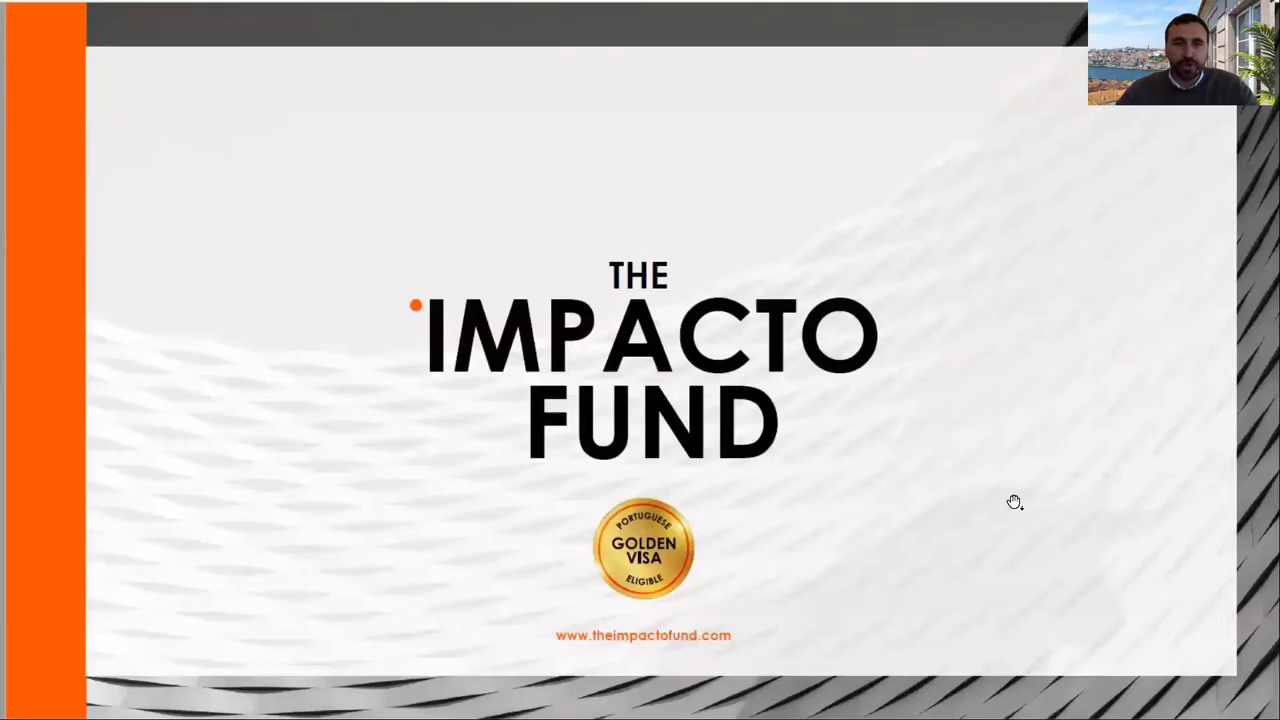 THE
IMPACTO
FUND
PORTUGUESE
GOLDEN
VISA
ELIGIBLE
www.theimpactofund.com